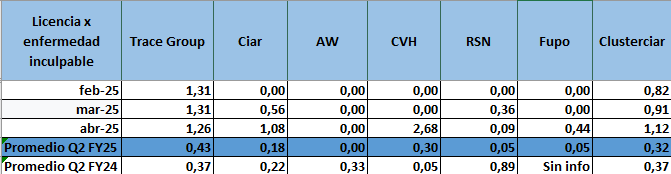 Licencia x enfermedad inculpable Trace Group Ciar AW CVH RSN Fupo Clusterciar
feb-25 1,31 0,00 0,00 0,00 0,00 0,00 0,82
mar-25 1,31 0,56 0,00 0,00 0,36 0,00 0,91
abr-25 1,26 1,08 0,00 2,68 0,09 0,44 1,12
Promedio Q2 FY25 0,43 0,18 0,00 0,30 0,05 0,05 0,32
Promedio Q2 FY24 0,37 0,22 0,33 0,05 0,89 Sin info 0,37